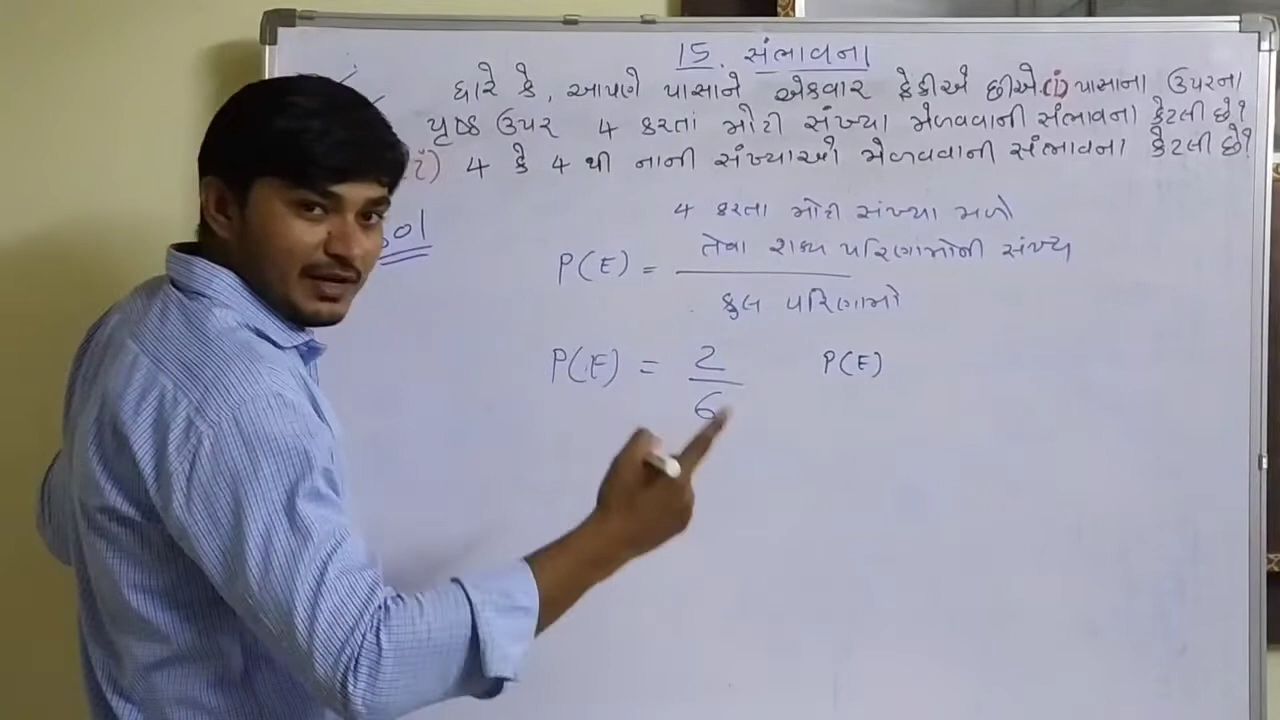 15. સંભાવના
ધારો કે, આપણે પાસાને એકવાર ફેંકીએ છીએ.(i) પાસાના ઉપરના
પૃષ્ઠ ઉપર 4 કરતાં મોટી સંખ્યા મેળવવાની સંભાવના કેટલી છે?
4 કે 4 થી નાની સંખ્યાઓ મેળવવાની સંભાવના કેટલી છે?
sol
4 કરતા મોટી સંખ્યા મળે
તેવા શક્ય પરિણામોની સંખ્ય
P(E) =
કુલ પરિણામો
P(E) = 2/6 P(E)